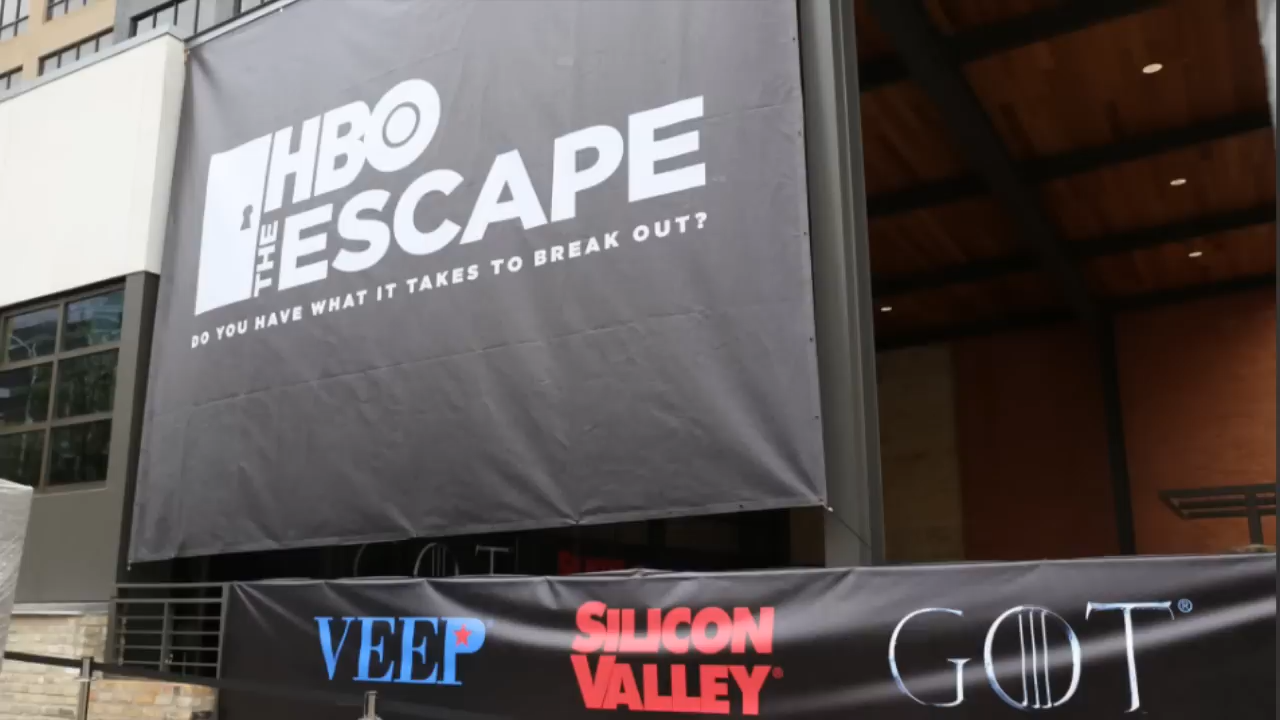 HBO
THE ESCAPE
DO YOU HAVE WHAT IT TAKES TO BREAK OUT?
VEEP SILICON VALLEY® GOT®